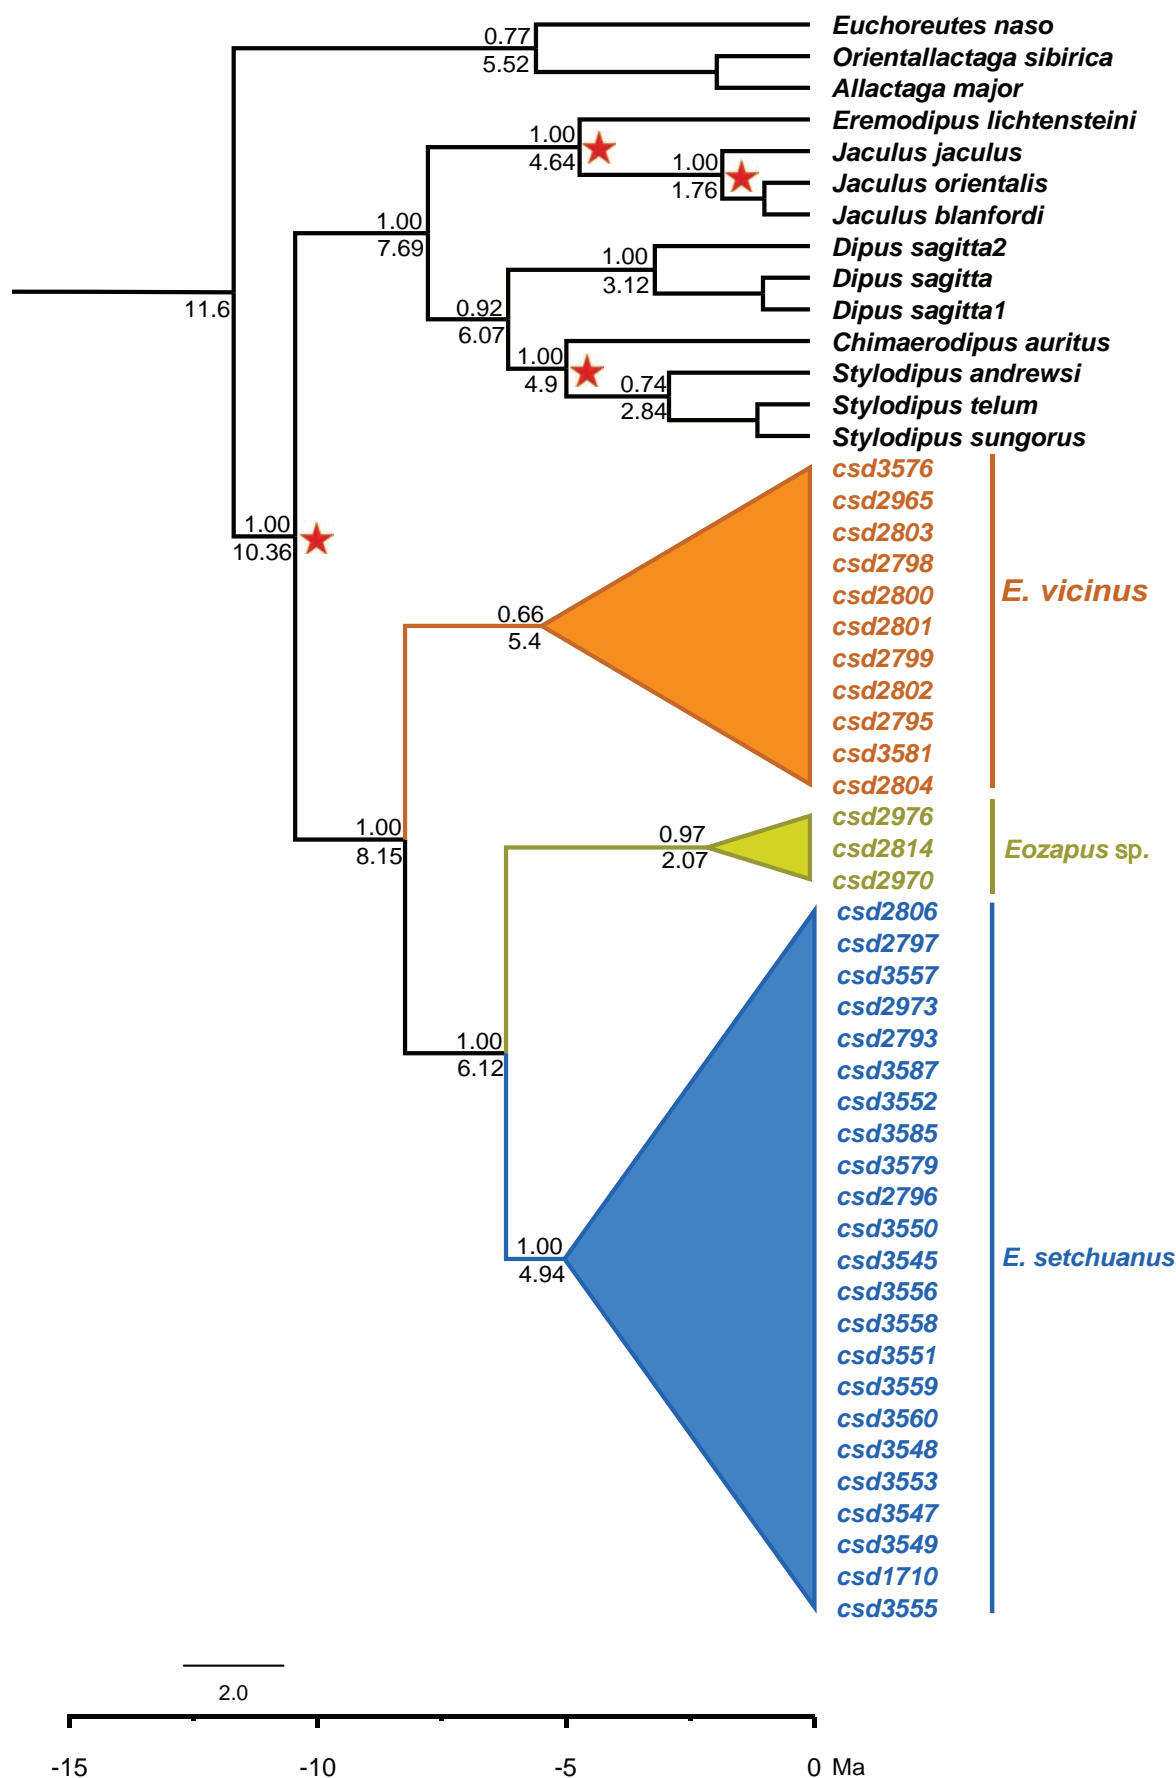 Euchoreutes naso
0.77
5.52
Orientallactaga sibirica
Allactaga major
Eremodipus lichtensteini
1.00
4.64
Jaculus jaculus
1.00
1.76
Jaculus orientalis
Jaculus blanfordi
1.00
7.69
Dipus sagitta2
1.00
3.12
Dipus sagitta
Dipus sagitta1
11.6
0.92
6.07
Chimaerodipus auritus
1.00
4.9
Stylodipus andrewsi
0.74
2.84
Stylodipus telum
Stylodipus sungorus
csd3576
csd2965
1.00
10.36
csd2803
csd2798
csd2800
E. vicinus
0.66
5.4
csd2801
csd2799
csd2802
csd2795
csd3581
csd2804
csd2976
1.00
8.15
0.97
2.07
csd2814
Eozapus sp.
csd2970
csd2806
csd2797
csd3557
csd2973
csd2793
1.00
6.12
csd3587
csd3552
csd3585
csd3579
csd2796
csd3550
1.00
4.94
csd3545
E. setchuanus
csd3556
csd3558
csd3551
csd3559
csd3560
csd3548
csd3553
csd3547
csd3549
csd1710
csd3555
2.0
-15 -10 -5 0 Ma